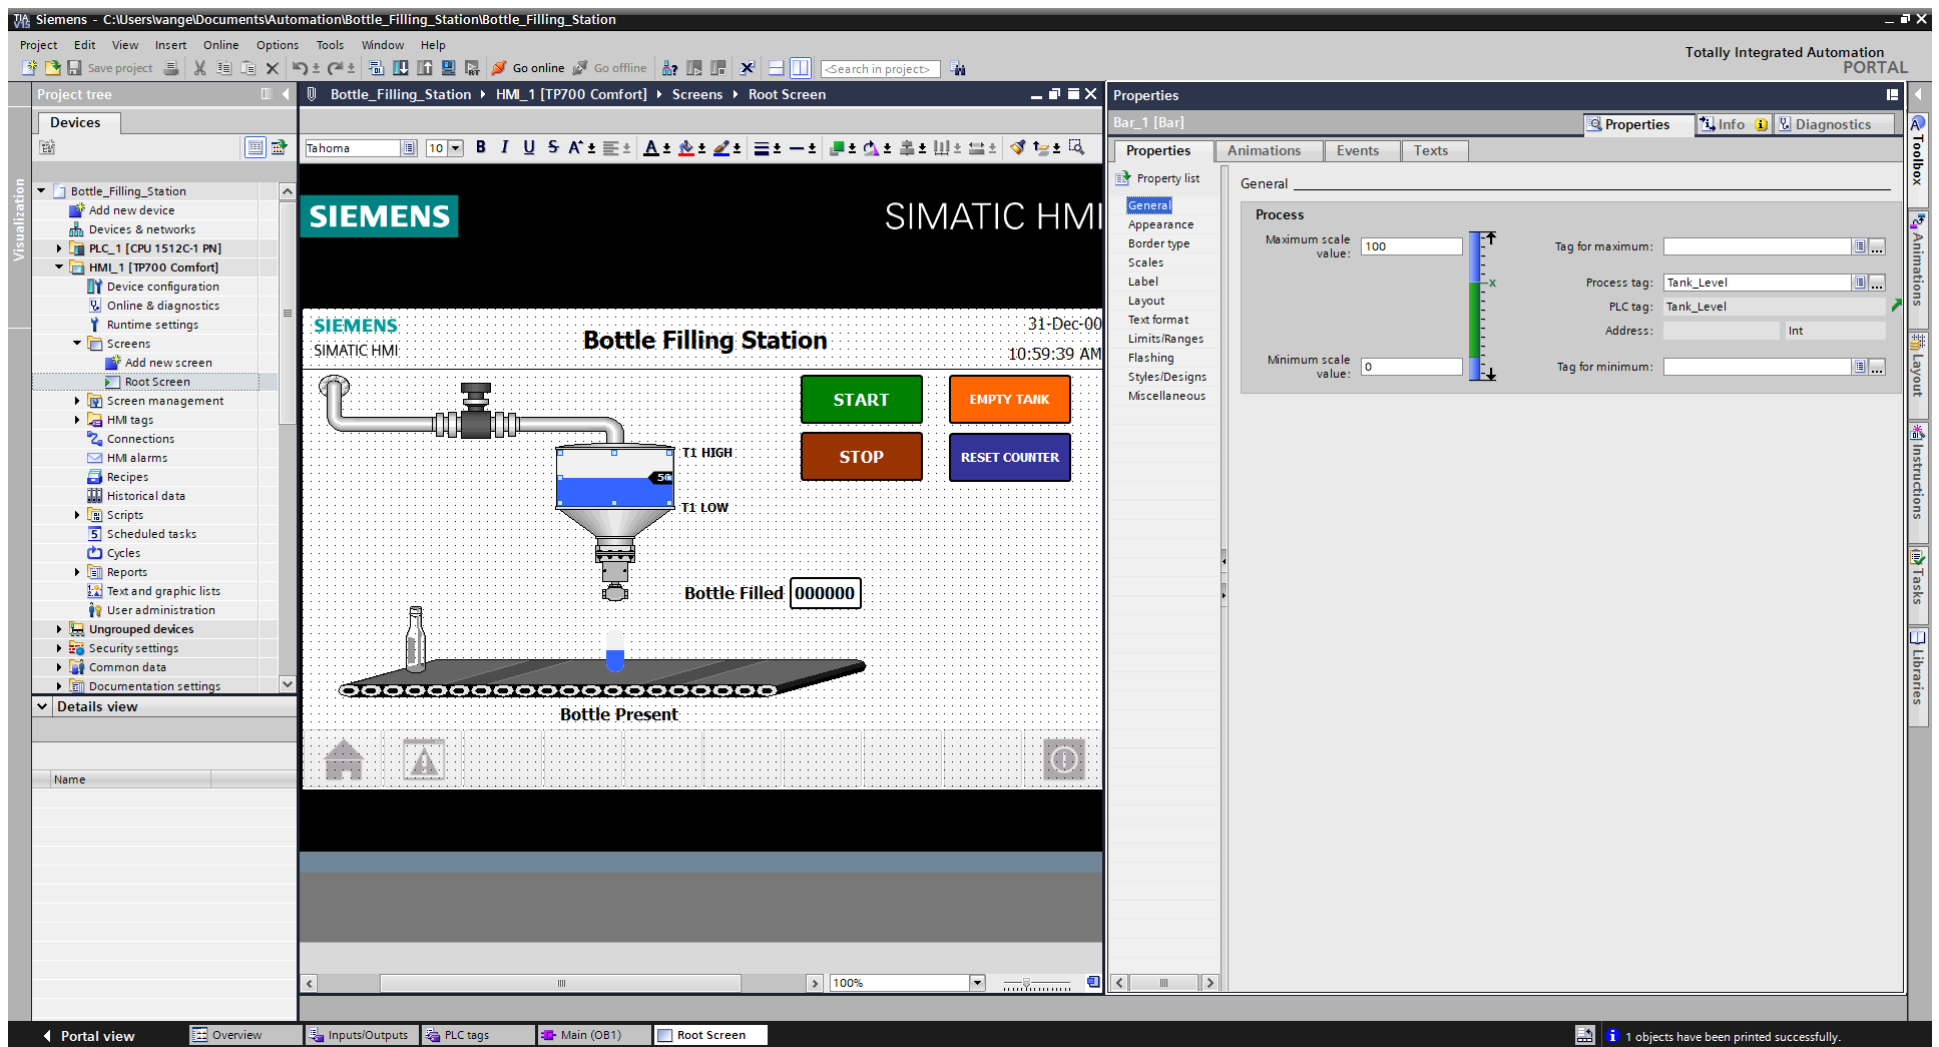 Siemens - C:\Users\vange\Documents\Automation\Bottle_Filling_Station\Bottle_Filling_Station
Project Edit View Insert Online Options Tools Window Help
Totally Integrated Automation
PORTAL
Save project Go online Go offline <Search in project>
Project tree
Bottle_Filling_Station HMI_1 [TP700 Comfort] Screens Root Screen
Properties
Devices
Bar_1 [Bar]
Properties Info Diagnostics
Tahoma 10 B I U S A
Properties Animations Events Texts
Visualization
Bottle_Filling_Station
Add new device
Devices & networks
PLC_1 [CPU 1512C-1 PN]
HMI_1 [TP700 Comfort]
Device configuration
Online & diagnostics
Runtime settings
Screens
Add new screen
Root Screen
Screen management
HMI tags
Connections
HMI alarms
Recipes
Historical data
Scripts
Scheduled tasks
Cycles
Reports
Text and graphic lists
User administration
Ungrouped devices
Security settings
Common data
Documentation settings
Details view
Name
SIEMENS
SIMATIC HMI
SIEMENS
SIMATIC HMI
Bottle Filling Station
31-Dec-00
10:59:39 AM
START
EMPTY TANK
STOP
RESET COUNTER
T1 HIGH
T1 LOW
Bottle Filled 000000
Bottle Present
100%
Property list
General
Appearance
Border type
Scales
Label
Layout
Text format
Limits/Ranges
Flashing
Styles/Designs
Miscellaneous
General
Process
Maximum scale
value: 100
Tag for maximum:
Process tag: Tank_Level
PLC tag: Tank_Level
Address: Int
Minimum scale
value: 0
Tag for minimum:
Toolbox
Animations
Layout
Instructions
Tasks
Libraries
Portal view Overview Inputs/Outputs PLC tags Main (OB1) Root Screen
1 objects have been printed successfully.